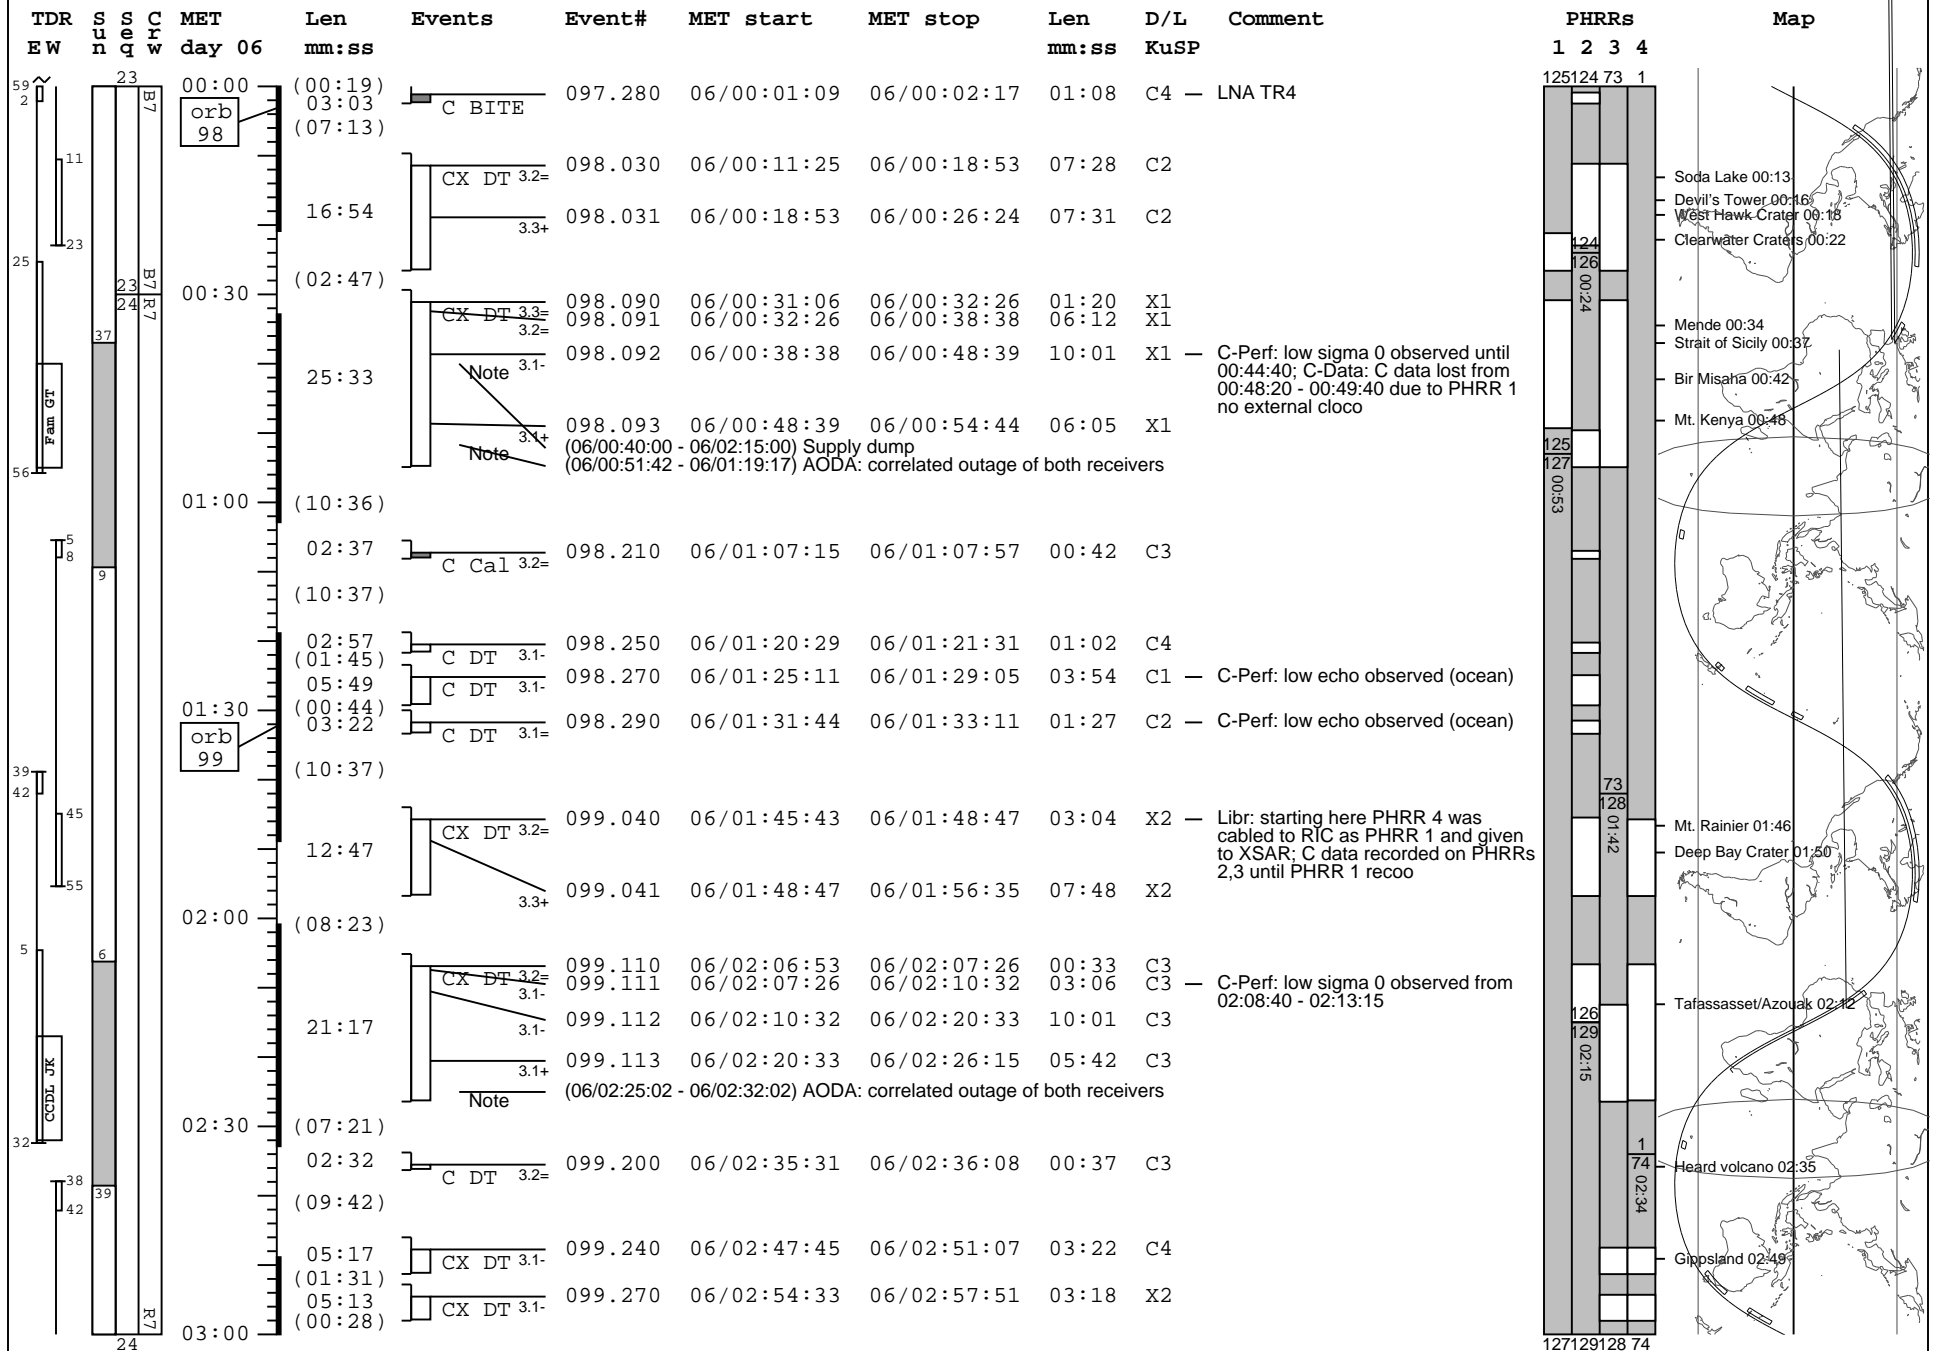 TDR Sun Seq Crw MET Len Events Event# MET start MET stop Len D/L Comment PHRRs Map
E W day 06 mm:ss mm:ss KuSP 1 2 3 4
59 23 00:00 (00:19) 125 124 73 1
2 B7 03:03 C BITE 097.280 06/00:01:09 06/00:02:17 01:08 C4 — LNA TR4
orb 98 (07:13)
11 CX DT 3.2= 098.030 06/00:11:25 06/00:18:53 07:28 C2
Soda Lake 00:13
Devil's Tower 00:16
16:54 3.3+ 098.031 06/00:18:53 06/00:26:24 07:31 C2 West Hawk Crater 00:18
23 124 Clearwater Craters 00:22
25 B7 (02:47) 126 00:24
23 00:30
24 R7 CX DT 3.3= 098.090 06/00:31:06 06/00:32:26 01:20 X1
3.2= 098.091 06/00:32:26 06/00:38:38 06:12 X1 Mende 00:34
37 Strait of Sicily 00:37
3.1- 098.092 06/00:38:38 06/00:48:39 10:01 X1 — C-Perf: low sigma 0 observed until
25:33 Note 00:44:40; C-Data: C data lost from Bir Misaha 00:42
00:48:20 - 00:49:40 due to PHRR 1
no external cloco
Fam GT Mt. Kenya 00:48
3.1+ 098.093 06/00:48:39 06/00:54:44 06:05 X1
(06/00:40:00 - 06/02:15:00) Supply dump 125
56 Note (06/00:51:42 - 06/01:19:17) AODA: correlated outage of both receivers 127 00:53
01:00 (10:36)
5 02:37
8 C Cal 3.2= 098.210 06/01:07:15 06/01:07:57 00:42 C3
9 (10:37)
02:57 C DT 3.1- 098.250 06/01:20:29 06/01:21:31 01:02 C4
(01:45)
05:49 C DT 3.1- 098.270 06/01:25:11 06/01:29:05 03:54 C1 — C-Perf: low echo observed (ocean)
01:30 (00:44)
03:22 C DT 3.1= 098.290 06/01:31:44 06/01:33:11 01:27 C2 — C-Perf: low echo observed (ocean)
orb 99
39 (10:37)
42 73
45 CX DT 3.2= 099.040 06/01:45:43 06/01:48:47 03:04 X2 — Libr: starting here PHRR 4 was 128 01:42
cabled to RIC as PHRR 1 and given Mt. Rainier 01:46
12:47 to XSAR; C data recorded on PHRRs Deep Bay Crater 01:50
2,3 until PHRR 1 recoo
55 3.3+ 099.041 06/01:48:47 06/01:56:35 07:48 X2
02:00 (08:23)
5 6 CX DT 3.2= 099.110 06/02:06:53 06/02:07:26 00:33 C3
3.1- 099.111 06/02:07:26 06/02:10:32 03:06 C3 — C-Perf: low sigma 0 observed from
02:08:40 - 02:13:15 Tafassasset/Azouak 02:12
21:17 3.1- 099.112 06/02:10:32 06/02:20:33 10:01 C3 126
129 02:15
CCDL JK 3.1+ 099.113 06/02:20:33 06/02:26:15 05:42 C3
Note (06/02:25:02 - 06/02:32:02) AODA: correlated outage of both receivers
02:30 (07:21)
32 1
02:32 C DT 3.2= 099.200 06/02:35:31 06/02:36:08 00:37 C3 74 02:34 Heard volcano 02:35
38 39
42 (09:42)
05:17 CX DT 3.1- 099.240 06/02:47:45 06/02:51:07 03:22 C4 Gippsland 02:49
(01:31)
05:13 CX DT 3.1- 099.270 06/02:54:33 06/02:57:51 03:18 X2
R7 (00:28)
03:00
24 127 129 128 74